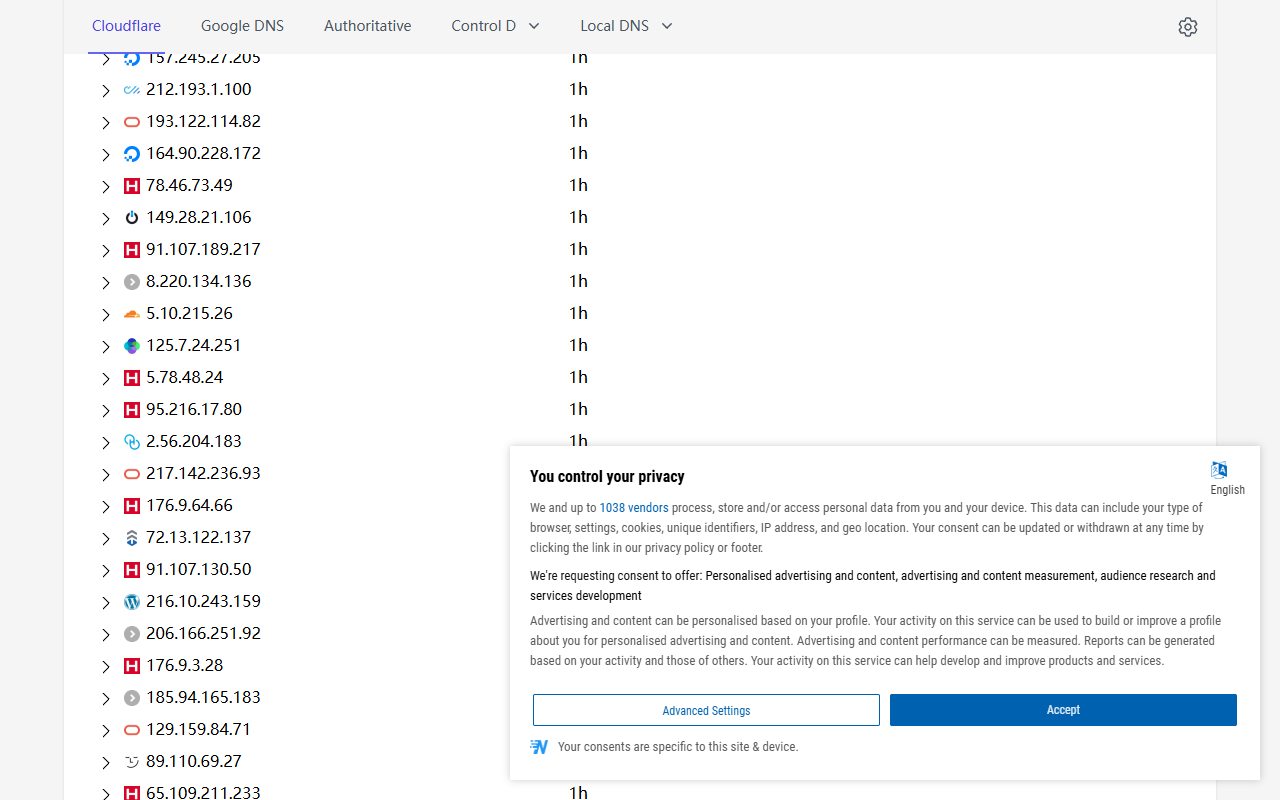 Cloudflare Google DNS Authoritative Control D Local DNS
157.245.27.205 1h
212.193.1.100 1h
193.122.114.82 1h
164.90.228.172 1h
78.46.73.49 1h
149.28.21.106 1h
91.107.189.217 1h
8.220.134.136 1h
5.10.215.26 1h
125.7.24.251 1h
5.78.48.24 1h
95.216.17.80 1h
2.56.204.183 1h
217.142.236.93
176.9.64.66
72.13.122.137
91.107.130.50
216.10.243.159
206.166.251.92
176.9.3.28
185.94.165.183
129.159.84.71
89.110.69.27
65.109.211.233 1h
You control your privacy
English
We and up to 1038 vendors process, store and/or access personal data from you and your device. This data can include your type of
browser, settings, cookies, unique identifiers, IP address, and geo location. Your consent can be updated or withdrawn at any time by
clicking the link in our privacy policy or footer.
We're requesting consent to offer: Personalised advertising and content, advertising and content measurement, audience research and
services development
Advertising and content can be personalised based on your profile. Your activity on this service can be used to build or improve a profile
about you for personalised advertising and content. Advertising and content performance can be measured. Reports can be generated
based on your activity and those of others. Your activity on this service can help develop and improve products and services.
Advanced Settings Accept
Your consents are specific to this site & device.